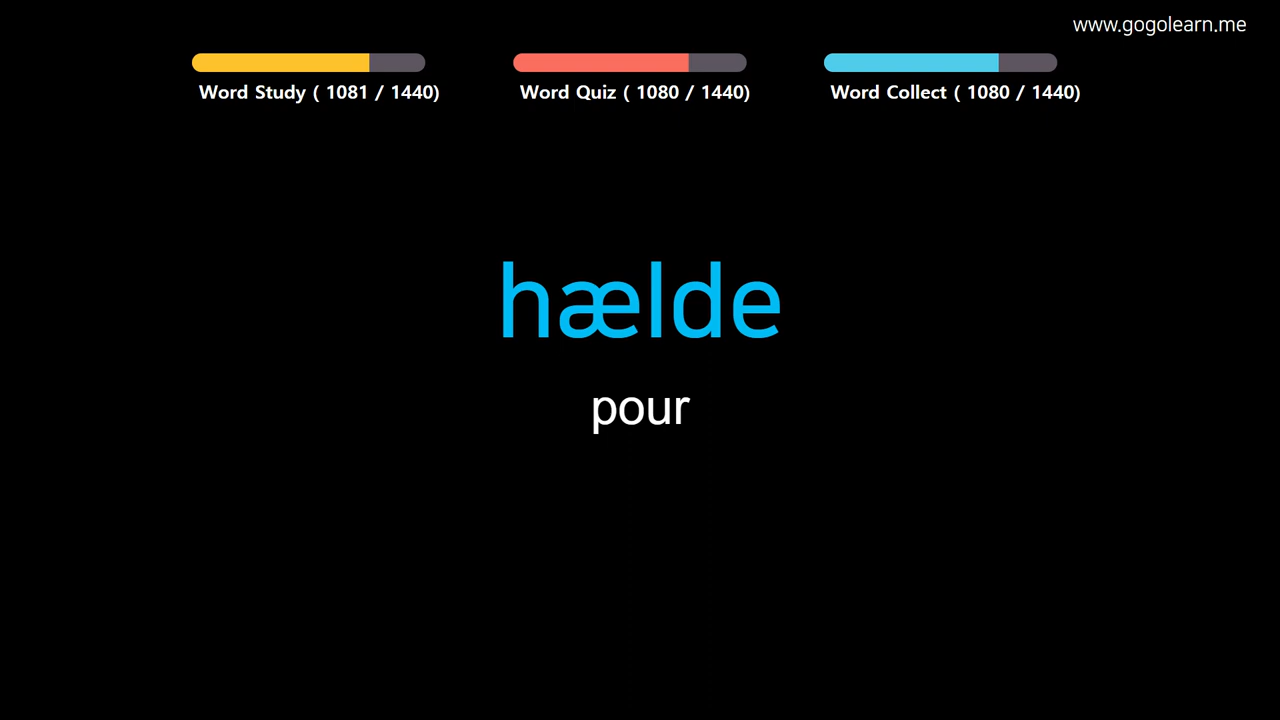 www.gogolearn.me
Word Study ( 1081 / 1440)
Word Quiz ( 1080 / 1440)
Word Collect ( 1080 / 1440)
hælde
pour